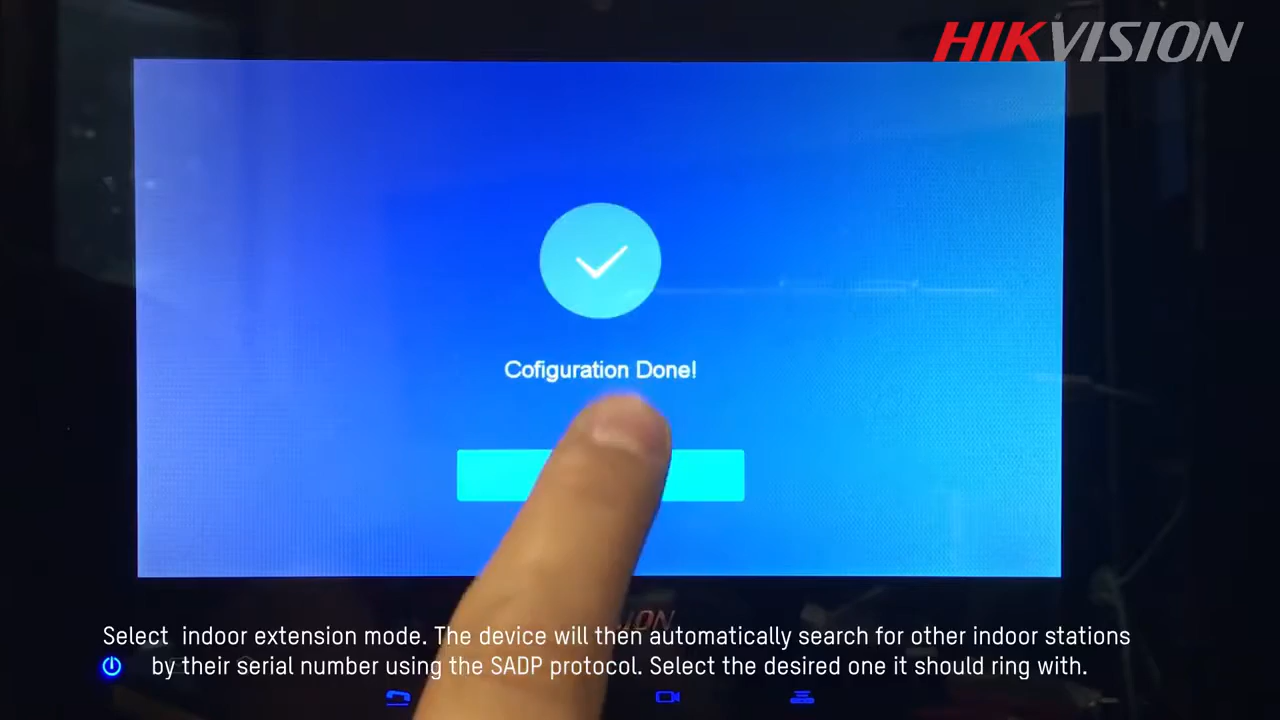 HIKVISION
Cofiguration Done!
Select indoor extension mode. The device will then automatically search for other indoor stations
by their serial number using the SADP protocol. Select the desired one it should ring with.